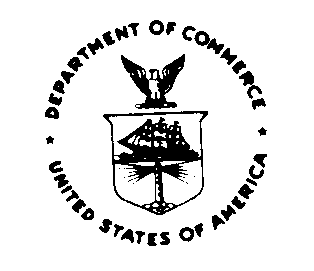 DEPARTMENT OF COMMERCE
UNITED STATES OF AMERICA